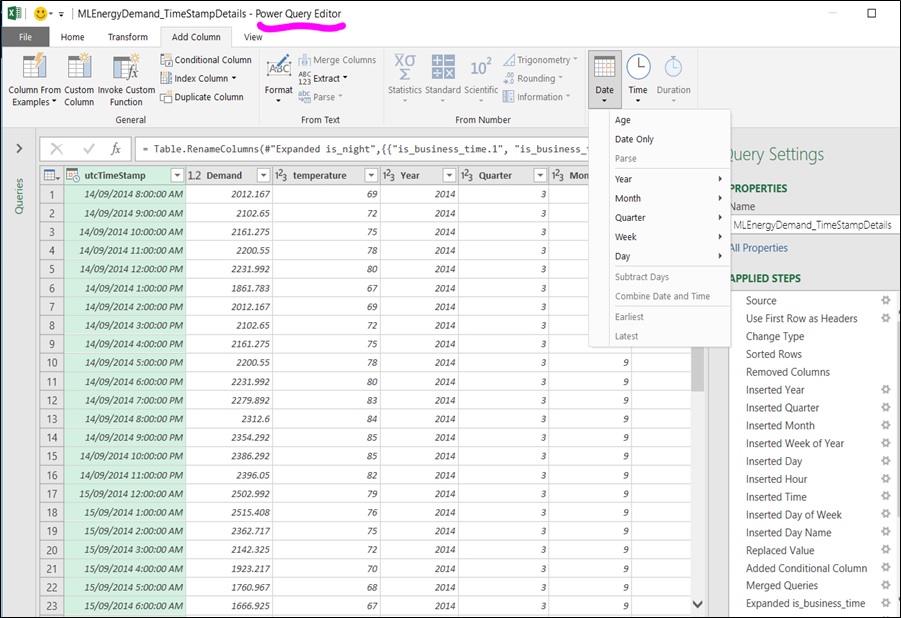 MLEnergyDemand_TimeStampDetails - Power Query Editor
File Home Transform Add Column View
Column From Examples
Custom Column
Invoke Custom Function
Conditional Column
Index Column
Duplicate Column
General
Format
Merge Columns
Extract
Parse
From Text
Statistics
Standard
Scientific
Trigonometry
Rounding
Information
From Number
Date
Time
Duration
Age
Date Only
Parse
Year
Month
Quarter
Week
Day
Subtract Days
Combine Date and Time
Earliest
Latest
Queries
= Table.RenameColumns(#"Expanded is_night",{{"is_business_time.1", "is_business_t
utcTimeStamp 1.2 Demand 1²3 temperature 1²3 Year 1²3 Quarter 1²3 Mon
1 14/09/2014 8:00:00 AM 2012.167 69 2014 3
2 14/09/2014 9:00:00 AM 2102.65 72 2014 3
3 14/09/2014 10:00:00 AM 2161.275 75 2014 3
4 14/09/2014 11:00:00 AM 2200.55 78 2014 3
5 14/09/2014 12:00:00 PM 2231.992 80 2014 3
6 14/09/2014 1:00:00 PM 1861.783 67 2014 3
7 14/09/2014 2:00:00 PM 2012.167 69 2014 3
8 14/09/2014 3:00:00 PM 2102.65 72 2014 3
9 14/09/2014 4:00:00 PM 2161.275 75 2014 3 9
10 14/09/2014 5:00:00 PM 2200.55 78 2014 3 9
11 14/09/2014 6:00:00 PM 2231.992 80 2014 3 9
12 14/09/2014 7:00:00 PM 2279.892 83 2014 3 9
13 14/09/2014 8:00:00 PM 2312.6 84 2014 3 9
14 14/09/2014 9:00:00 PM 2354.292 85 2014 3 9
15 14/09/2014 10:00:00 PM 2386.292 85 2014 3 9
16 14/09/2014 11:00:00 PM 2396.05 82 2014 3 9
17 15/09/2014 12:00:00 AM 2502.992 79 2014 3 9
18 15/09/2014 1:00:00 AM 2515.408 76 2014 3 9
19 15/09/2014 2:00:00 AM 2362.717 75 2014 3 9
20 15/09/2014 3:00:00 AM 2142.325 72 2014 3 9
21 15/09/2014 4:00:00 AM 1923.217 70 2014 3 9
22 15/09/2014 5:00:00 AM 1760.967 68 2014 3 9
23 15/09/2014 6:00:00 AM 1666.925 67 2014 3 9
Query Settings
PROPERTIES
Name
MLEnergyDemand_TimeStampDetails
All Properties
APPLIED STEPS
Source
Use First Row as Headers
Change Type
Sorted Rows
Removed Columns
Inserted Year
Inserted Quarter
Inserted Month
Inserted Week of Year
Inserted Day
Inserted Hour
Inserted Time
Inserted Day of Week
Inserted Day Name
Replaced Value
Added Conditional Column
Merged Queries
Expanded is_business_time